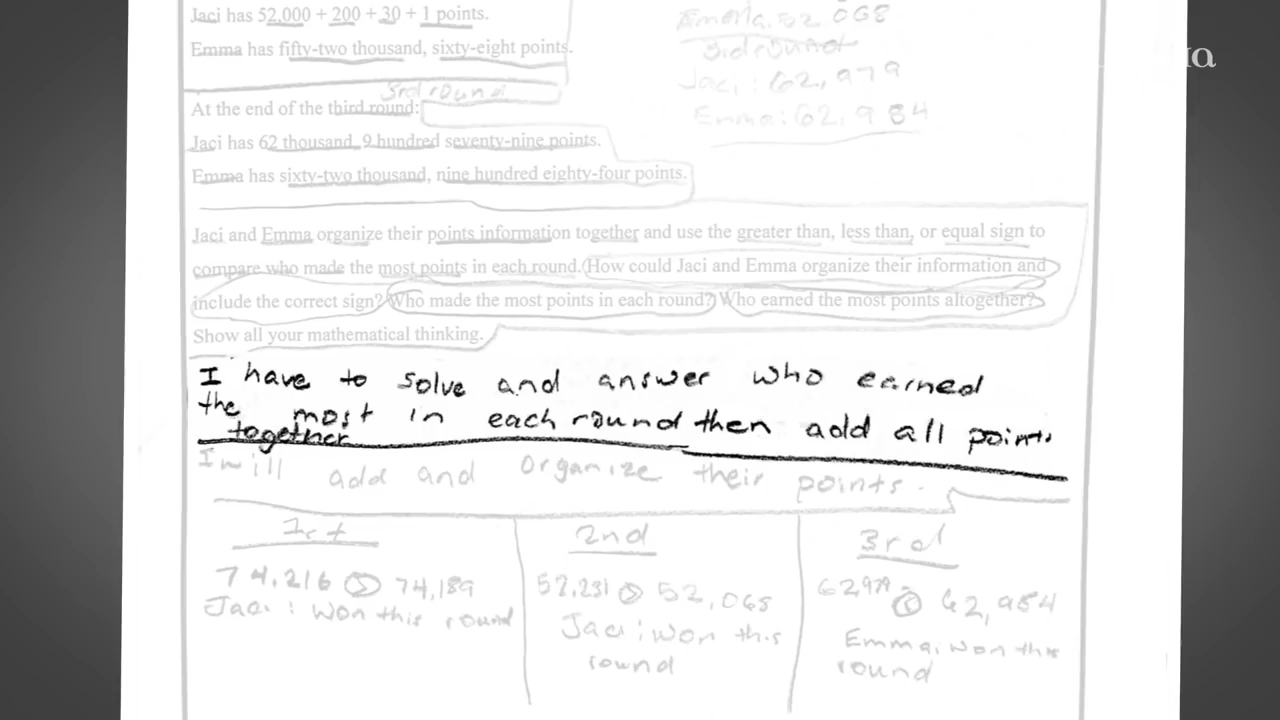 Jaci has 52,000 + 200 + 30 + 1 points.
Emma has fifty-two thousand, sixty-eight points.
Emma: 52 068
3rd round
Jaci: 62,979
Emma: 62,984
3rd round
At the end of the third round:
Jaci has 62 thousand, 9 hundred seventy-nine points.
Emma has sixty-two thousand, nine hundred eighty-four points.
Jaci and Emma organize their points information together and use the greater than, less than, or equal sign to
compare who made the most points in each round. How could Jaci and Emma organize their information and
include the correct sign? Who made the most points in each round? Who earned the most points altogether?
Show all your mathematical thinking.
I have to solve and answer who earned
the most in each round then add all points
together
I will add and organize their points.
1st
74,216 > 74,189
Jaci: won this round
2nd
52,231 > 52,068
Jaci: won this
round
3rd
62,979 < 62,984
Emma: won this
round